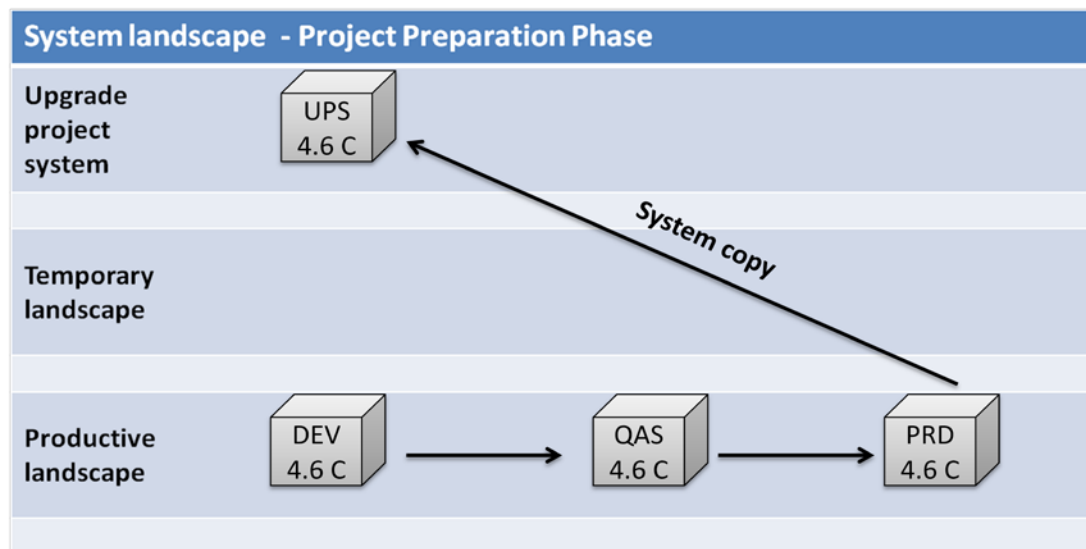 System landscape - Project Preparation Phase
Upgrade
project
system
UPS
4.6 C
System copy
Temporary
landscape
Productive
landscape
DEV
4.6 C
QAS
4.6 C
PRD
4.6 C